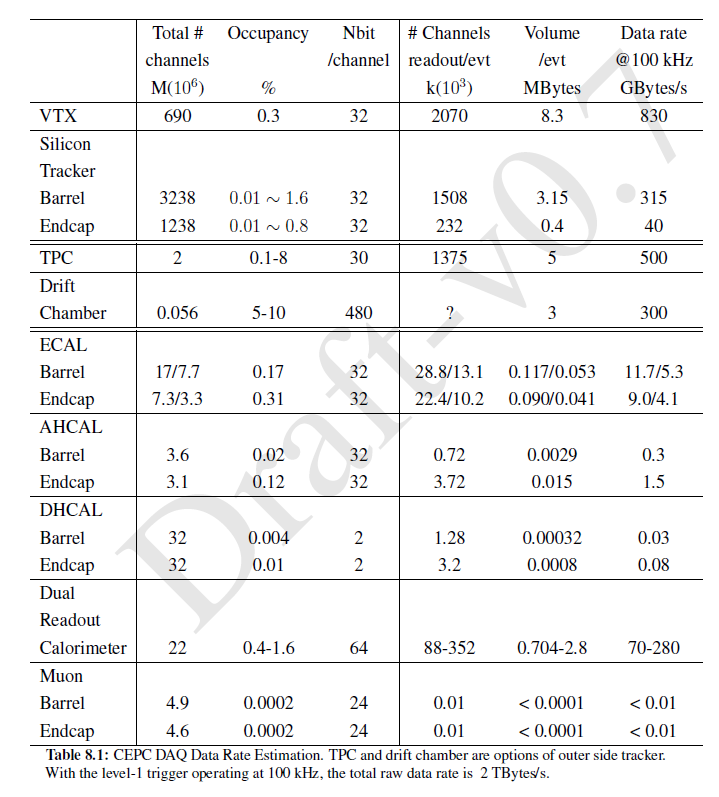 Total # Occupancy Nbit # Channels Volume Data rate
channels /channel readout/evt /evt @100 kHz
M(10⁶) % k(10³) MBytes GBytes/s
VTX 690 0.3 32 2070 8.3 830
Silicon
Tracker
Barrel 3238 0.01 ∼ 1.6 32 1508 3.15 315
Endcap 1238 0.01 ∼ 0.8 32 232 0.4 40
TPC 2 0.1-8 30 1375 5 500
Drift
Chamber 0.056 5-10 480 ? 3 300
ECAL
Barrel 17/7.7 0.17 32 28.8/13.1 0.117/0.053 11.7/5.3
Endcap 7.3/3.3 0.31 32 22.4/10.2 0.090/0.041 9.0/4.1
AHCAL
Barrel 3.6 0.02 32 0.72 0.0029 0.3
Endcap 3.1 0.12 32 3.72 0.015 1.5
DHCAL
Barrel 32 0.004 2 1.28 0.00032 0.03
Endcap 32 0.01 2 3.2 0.0008 0.08
Dual
Readout
Calorimeter 22 0.4-1.6 64 88-352 0.704-2.8 70-280
Muon
Barrel 4.9 0.0002 24 0.01 < 0.0001 < 0.01
Endcap 4.6 0.0002 24 0.01 < 0.0001 < 0.01
Table 8.1: CEPC DAQ Data Rate Estimation. TPC and drift chamber are options of outer side tracker.
With the level-1 trigger operating at 100 kHz, the total raw data rate is 2 TBytes/s.
Draft-v0.7